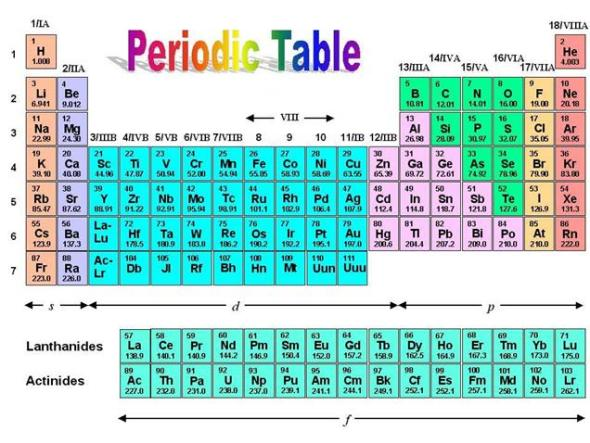 1/IA
18/VIIIA
Periodic Table
1
1 H 1.008
2 He 4.003
2/IIA
13/IIIA 14/IVA 15/VA 16/VIA 17/VIIA
2
3 Li 6.941
4 Be 9.012
5 B 10.81
6 C 12.01
7 N 14.01
8 O 16.00
9 F 19.00
10 Ne 20.18
VIII
3
11 Na 22.99
12 Mg 24.30
3/IIIB 4/IVB 5/VB 6/VIB 7/VIIB 8 9 10 11/IB 12/IIB
13 Al 26.98
14 Si 28.09
15 P 30.97
16 S 32.07
17 Cl 35.05
18 Ar 39.95
4
19 K 39.10
20 Ca 40.08
21 Sc 44.96
22 Ti 47.87
23 V 50.94
24 Cr 52.00
25 Mn 54.94
26 Fe 55.85
27 Co 58.93
28 Ni 58.69
29 Cu 63.55
30 Zn 65.39
31 Ga 69.72
32 Ge 72.61
33 As 74.92
34 Se 78.96
35 Br 79.90
36 Kr 83.80
5
37 Rb 85.47
38 Sr 87.62
39 Y 88.91
40 Zr 91.22
41 Nb 92.91
42 Mo 95.94
43 Tc 98.91
44 Ru 101.1
45 Rh 102.9
46 Pd 106.4
47 Ag 107.9
48 Cd 112.4
49 In 114.8
50 Sn 118.7
51 Sb 121.8
52 Te 127.6
53 I 126.9
54 Xe 131.3
6
55 Cs 123.9
56 Ba 137.3
La-Lu
72 Hf 178.5
73 Ta 180.9
74 W 183.8
75 Re 186.2
76 Os 190.2
77 Ir 192.2
78 Pt 195.1
79 Au 197.0
80 Hg 200.6
81 Tl 204.4
82 Pb 207.2
83 Bi 209.0
84 Po 210.0
85 At 210.0
86 Rn 222.0
7
87 Fr 223.0
88 Ra 226.0
Ac-Lr
104 Db
105 Jl
106 Rf
107 Bh
108 Hn
109 Mt
110 Uun
111 Uuu
s d p
Lanthanides
57 La 138.9
58 Ce 140.1
59 Pr 140.9
60 Nd 144.2
61 Pm 146.9
62 Sm 150.4
63 Eu 152.0
64 Gd 157.2
65 Tb 158.9
66 Dy 162.5
67 Ho 164.9
68 Er 167.3
69 Tm 168.9
70 Yb 173.0
71 Lu 175.0
Actinides
89 Ac 227.0
90 Th 232.0
91 Pa 231.0
92 U 238.0
93 Np 237.0
94 Pu 239.1
95 Am 241.1
96 Cm 244.1
97 Bk 249.1
98 Cf 252.1
99 Es 252.1
100 Fm 257.1
101 Md 258.1
102 No 259.1
103 Lr 262.1
f